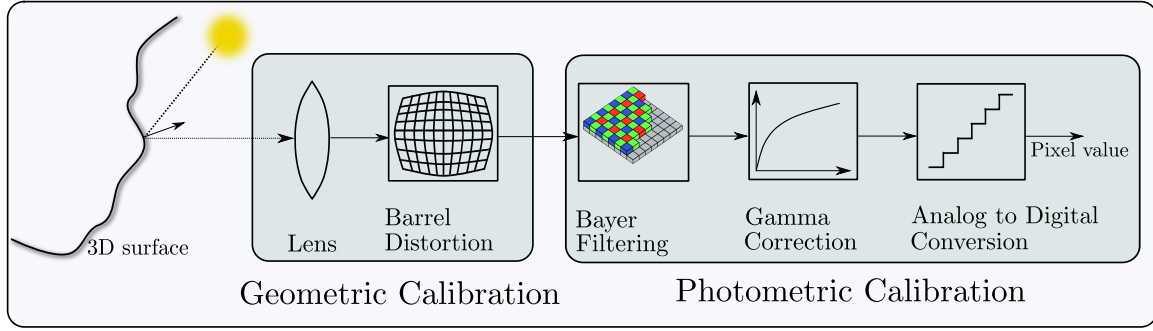 3D surface
Lens
Barrel
Distortion
Geometric Calibration
Bayer
Filtering
Gamma
Correction
Analog to Digital
Conversion
Pixel value
Photometric Calibration